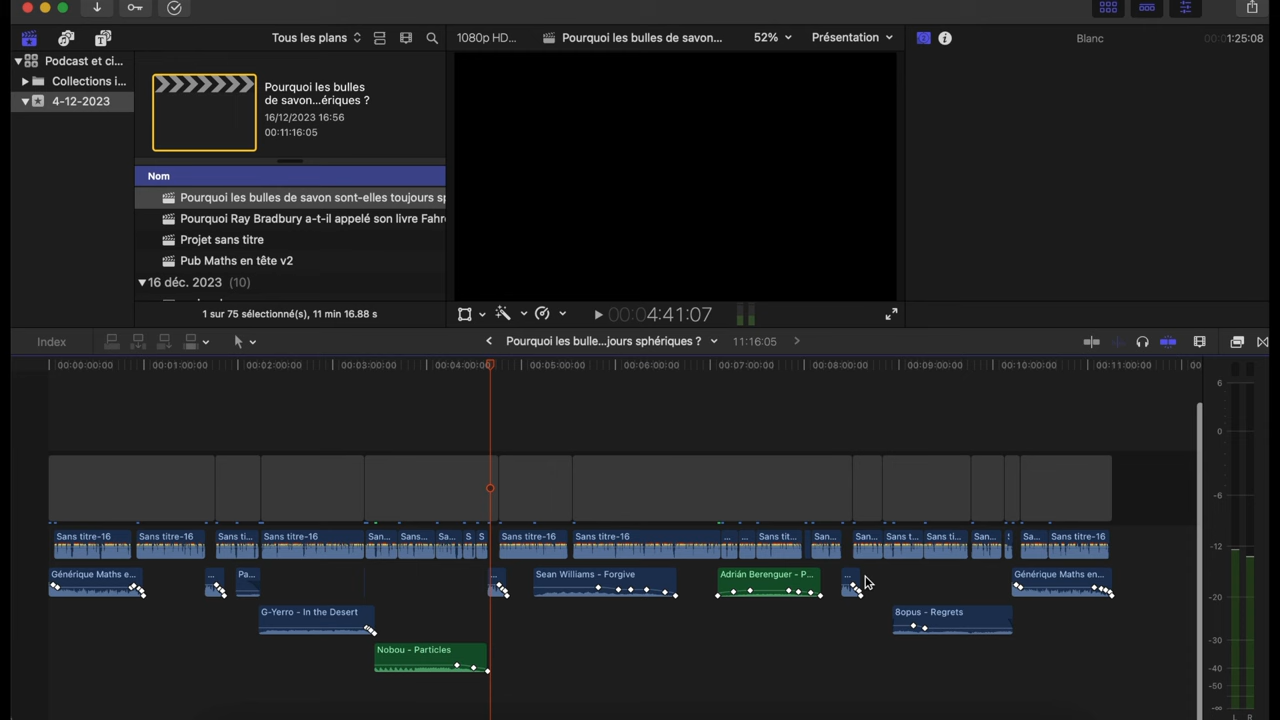 Tous les plans
1080p HD...
Pourquoi les bulles de savon...
52%
Présentation
Blanc
00:01:25:08
Podcast et ci...
Collections i...
4-12-2023
Pourquoi les bulles
de savon...ériques ?
16/12/2023 16:56
00:11:16:05
Nom
Pourquoi les bulles de savon sont-elles toujours sp
Pourquoi Ray Bradbury a-t-il appelé son livre Fahre
Projet sans titre
Pub Maths en tête v2
16 déc. 2023 (10)
1 sur 75 sélectionné(s), 11 min 16.88 s
00:04:41:07
Index
Pourquoi les bulle...jours sphériques ?
11:16:05
00:00:00:00 00:01:00:00 00:02:00:00 00:03:00:00 00:04:00:00 00:05:00:00 00:06:00:00 00:07:00:00 00:08:00:00 00:09:00:00 00:10:00:00 00:11:00:00 00:
6
0
-6
-12
-20
-30
-40
-50
-∞
L R
Sans titre-16 Sans titre-16 Sans ti... Sans titre-16 San... Sans... Sa... S S Sans titre-16 Sans titre-16 ... ... Sans tit... San... San... Sans t... Sans ti... San... S Sa... Sans titre-16
Générique Maths e... ... Pa... ... Sean Williams - Forgive Adrián Berenguer - P... ... Générique Maths en...
G-Yerro - In the Desert Bopus - Regrets
Nobou - Particles